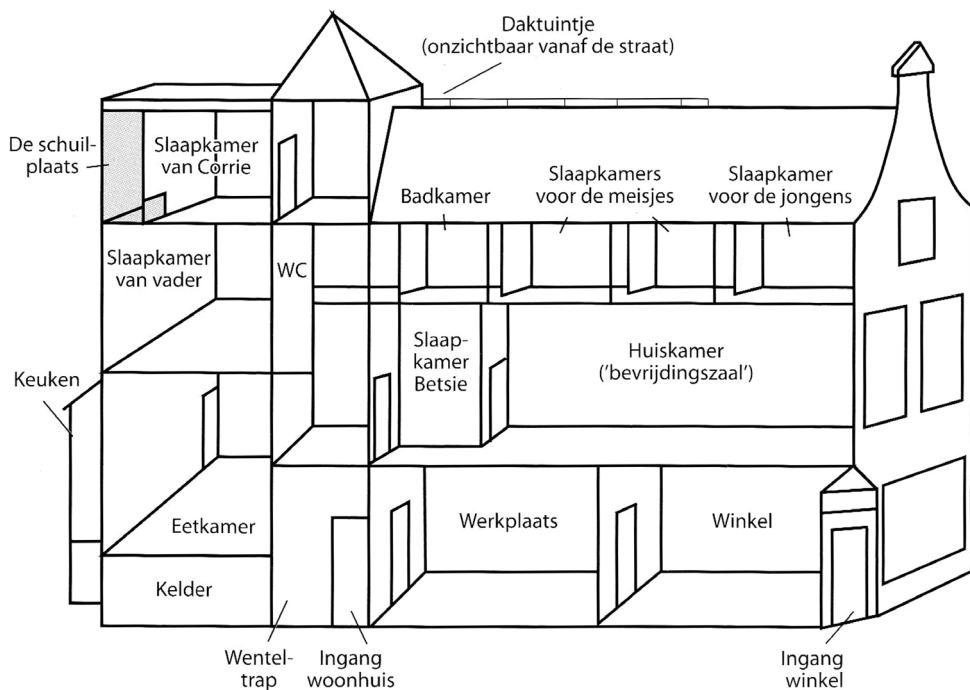 Daktuintje
(onzichtbaar vanaf de straat)
De schuil-
plaats
Slaapkamer
van Corrie
Badkamer
Slaapkamers
voor de meisjes
Slaapkamer
voor de jongens
Slaapkamer
van vader
WC
Keuken
Slaap-
kamer
Betsie
Huiskamer
('bevrijdingszaal')
Eetkamer
Werkplaats
Winkel
Kelder
Wentel-
trap
Ingang
woonhuis
Ingang
winkel